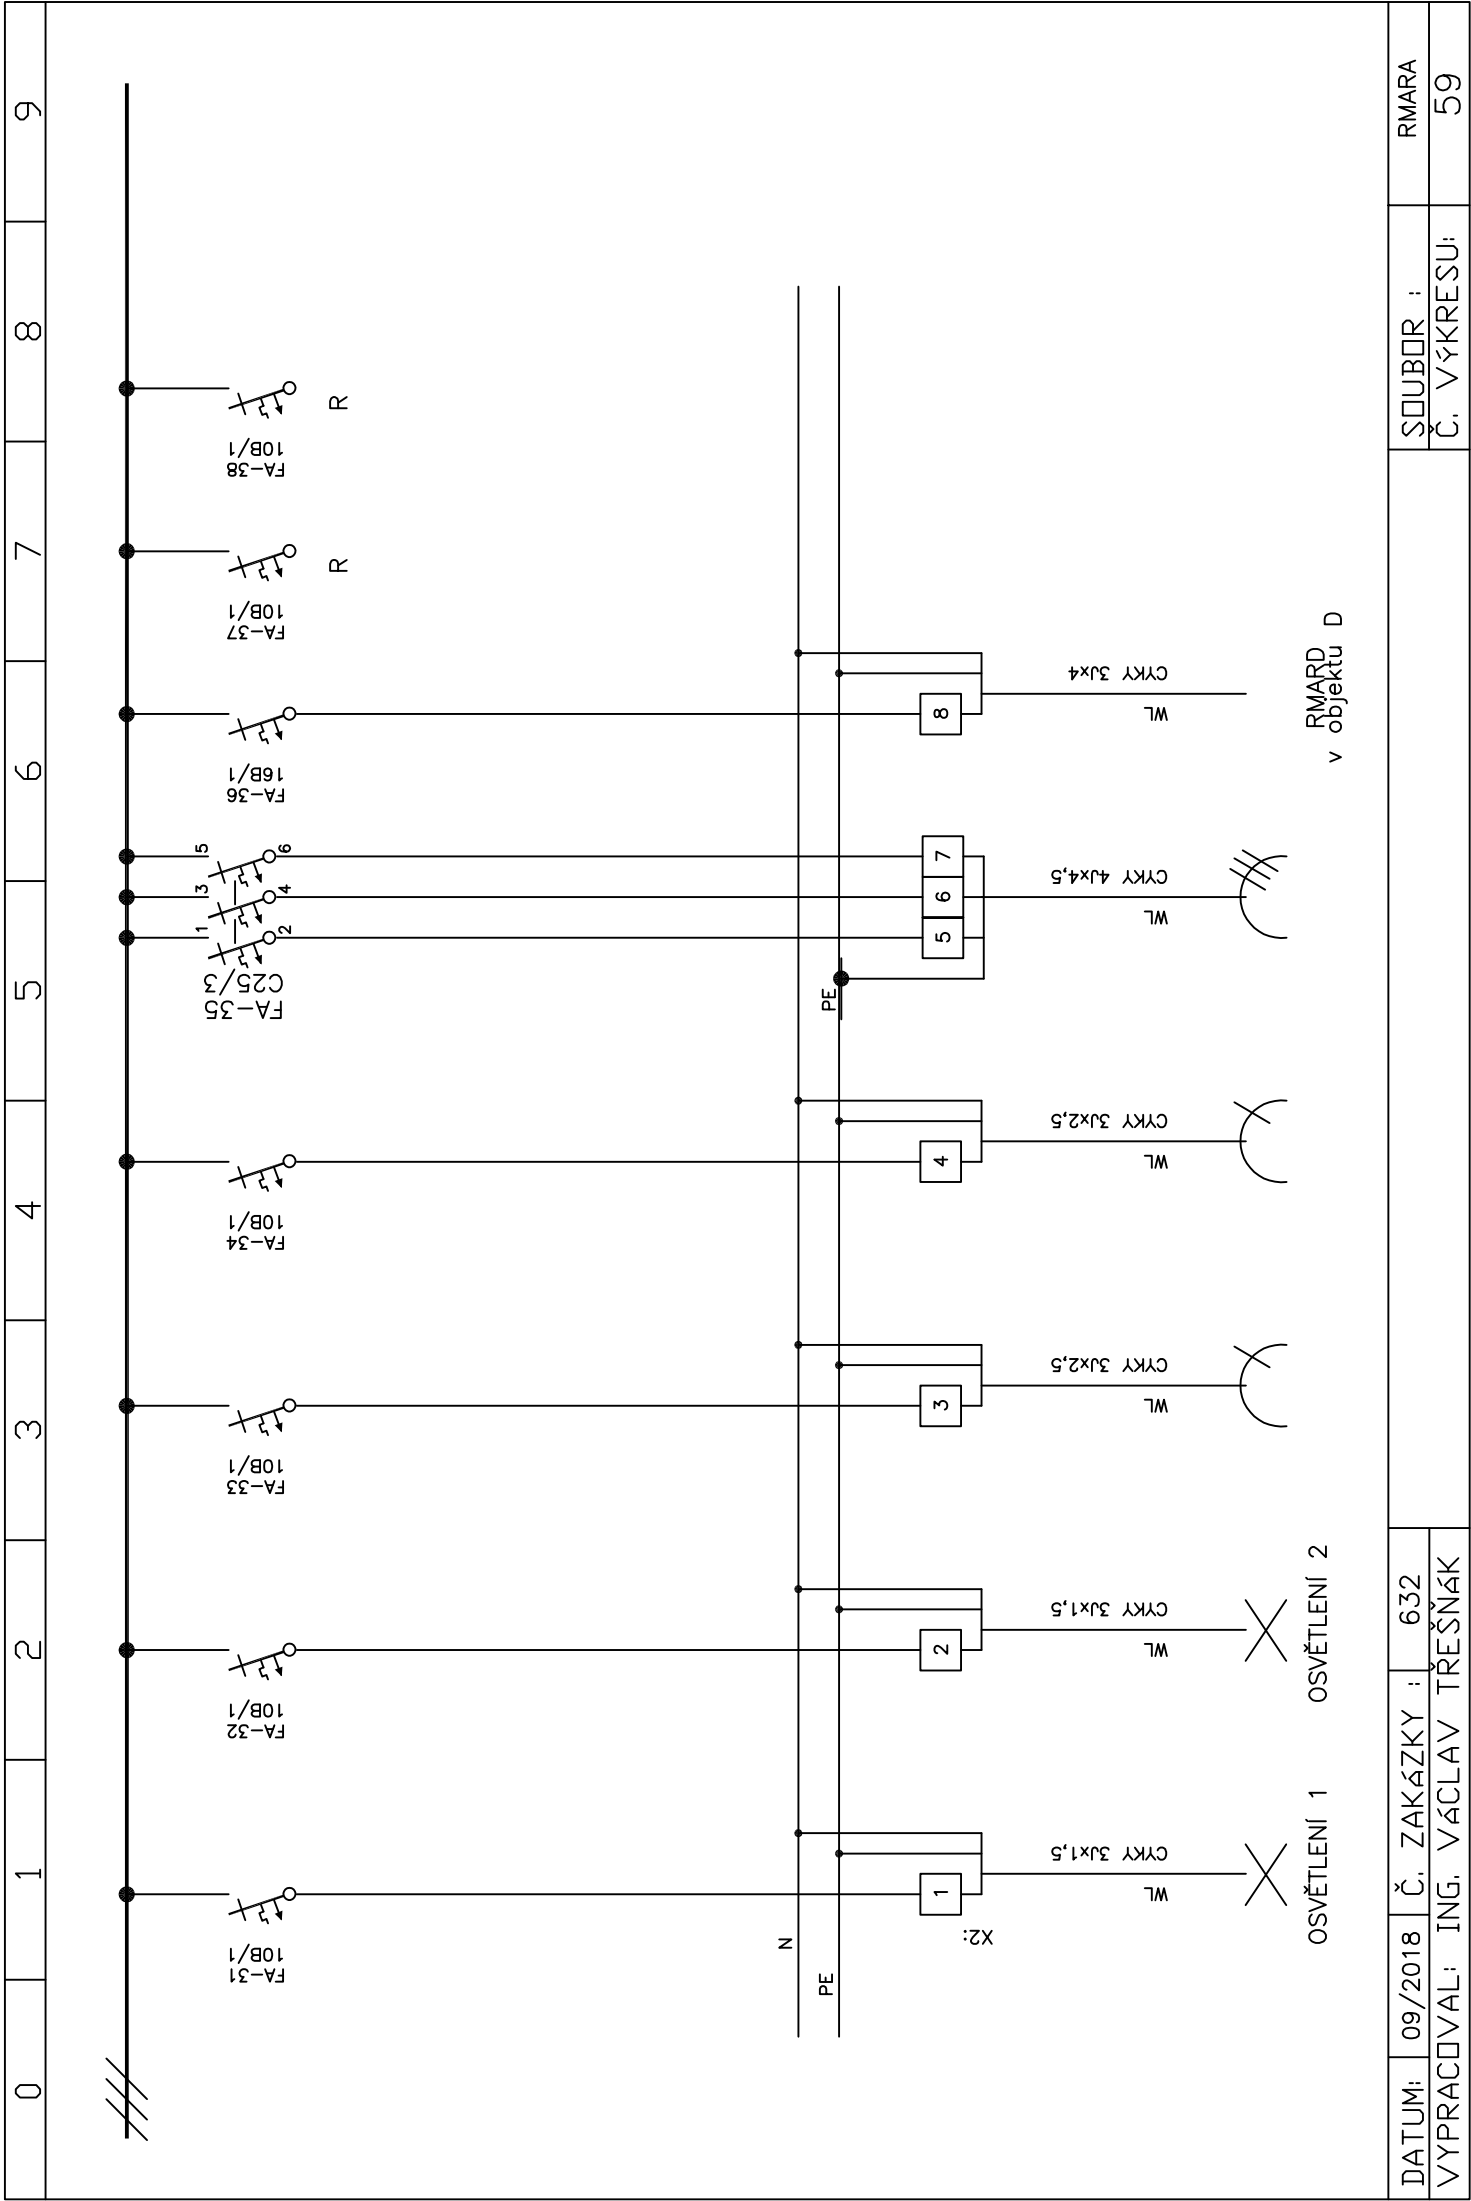 0 1 2 3 4 5 6 7 8 9
FA-31
10B/1
FA-32
10B/1
FA-33
10B/1
FA-34
10B/1
FA-35
C25/3
1 3 5
2 4 6
FA-36
16B/1
FA-37
10B/1
R
FA-38
10B/1
R
N
PE
PE
X2:
1 2 3 4 5 6 7 8
WL
CYKY 3Jx1,5
WL
CYKY 3Jx1,5
WL
CYKY 3Jx2,5
WL
CYKY 3Jx2,5
WL
CYKY 4Jx4,5
WL
CYKY 3Jx4
OSVĚTLENÍ 1
OSVĚTLENÍ 2
RMARD
v objektu D
DATUM: 09/2018 Č. ZAKÁZKY : 632
SOUBOR : RMARA
VYPRACOVAL: ING. VÁCLAV TŘEŠŇÁK
Č. VÝKRESU: 59